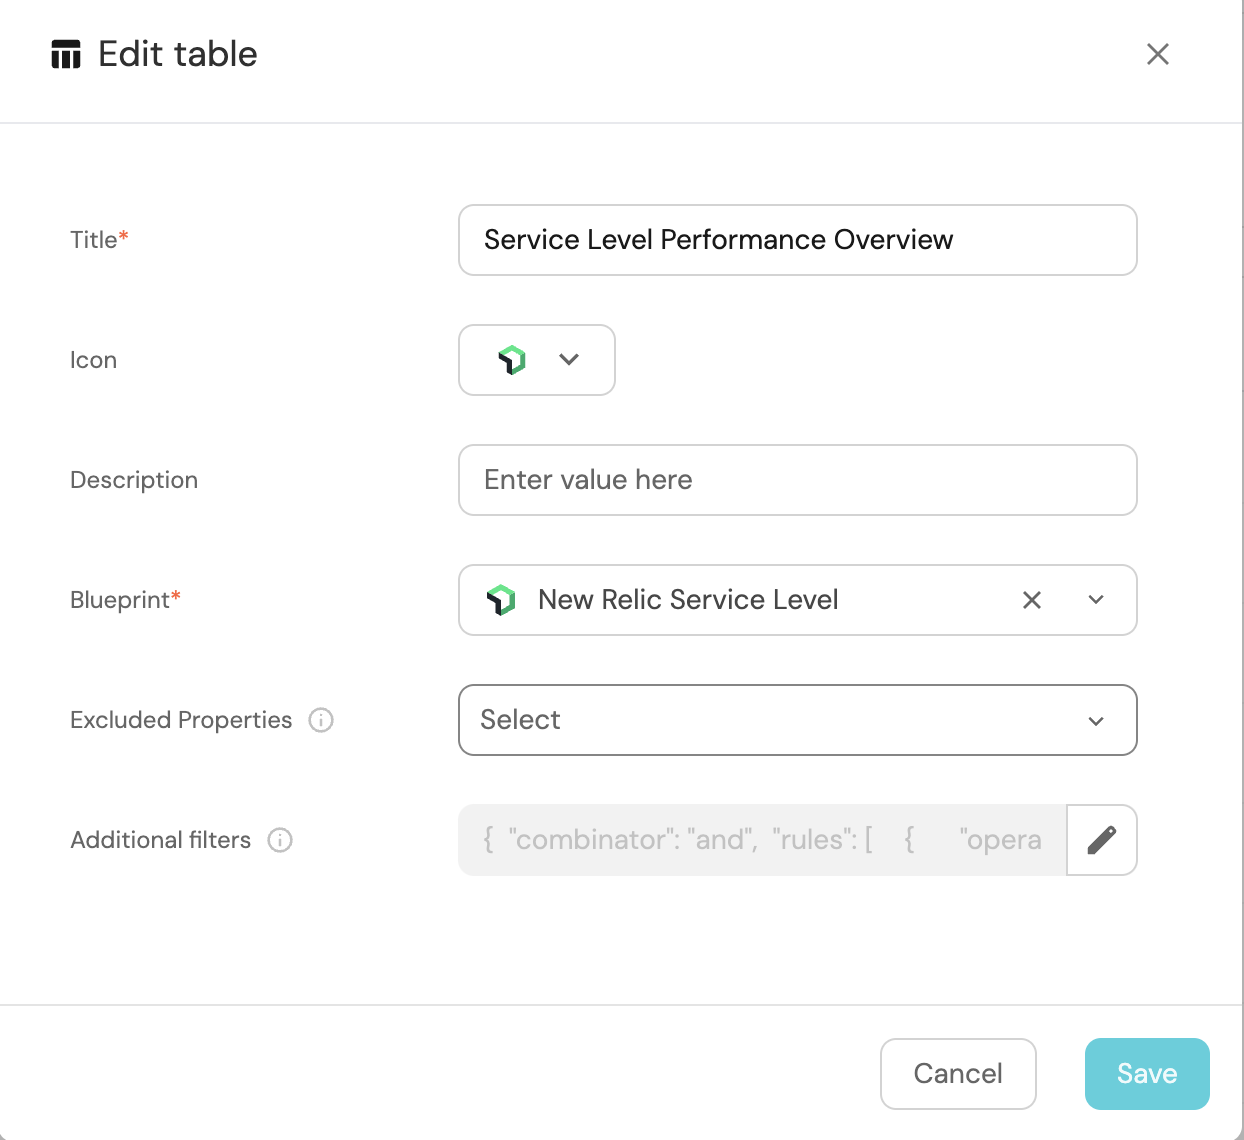 Edit table
Title*
Service Level Performance Overview
Icon
Description
Enter value here
Blueprint*
New Relic Service Level
Excluded Properties
Select
Additional filters
{ "combinator": "and", "rules": [ { "opera
Cancel
Save